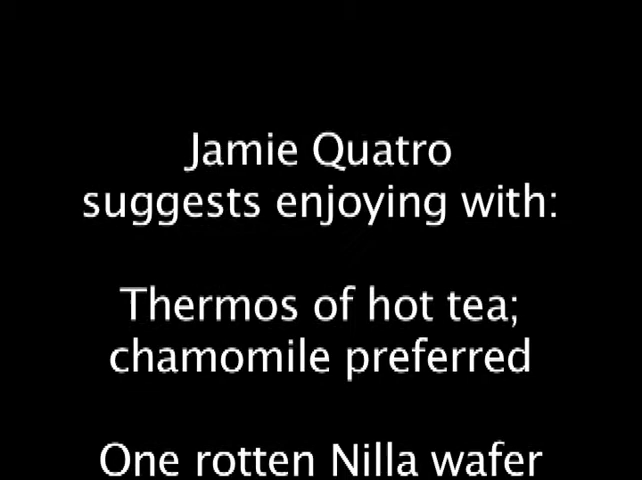 Jamie Quatro
suggests enjoying with:
Thermos of hot tea;
chamomile preferred
One rotten Nilla wafer